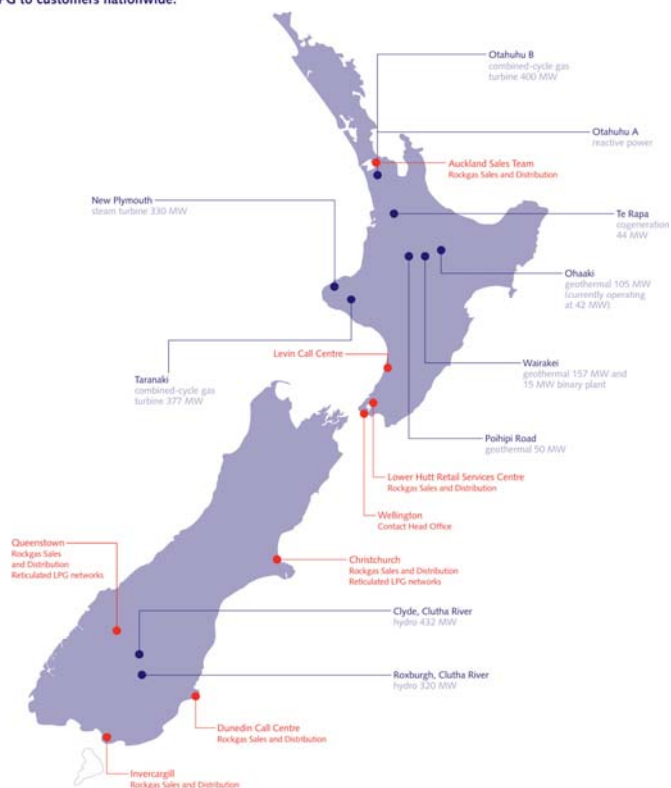 PG to customers nationwide.
Otahuhu B
combined-cycle gas
turbine 400 MW
Otahuhu A
reactive power
Auckland Sales Team
Rockgas Sales and Distribution
New Plymouth
steam turbine 330 MW
Te Rapa
cogeneration
44 MW
Ohaaki
geothermal 105 MW
(currently operating
at 42 MW)
Levin Call Centre
Wairakei
geothermal 157 MW and
15 MW binary plant
Taranaki
combined-cycle gas
turbine 377 MW
Poihipi Road
geothermal 50 MW
Lower Hutt Retail Services Centre
Rockgas Sales and Distribution
Wellington
Contact Head Office
Queenstown
Rockgas Sales
and Distribution
Reticulated LPG networks
Christchurch
Rockgas Sales and Distribution
Reticulated LPG networks
Clyde, Clutha River
hydro 432 MW
Roxburgh, Clutha River
hydro 320 MW
Dunedin Call Centre
Rockgas Sales and Distribution
Invercargill
Rockgas Sales and Distribution